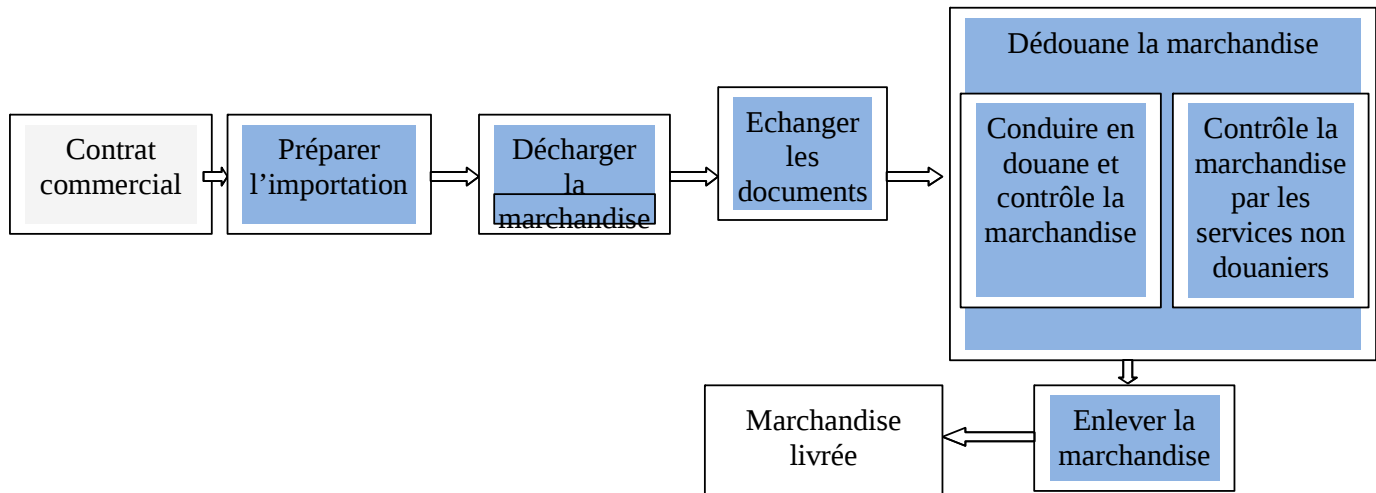 Contrat
commercial
Préparer
l’importation
Décharger
la
marchandise
Echanger
les
documents
Dédouane la marchandise
Conduire en
douane et
contrôle la
marchandise
Contrôle la
marchandise
par les
services non
douaniers
Enlever la
marchandise
Marchandise
livrée